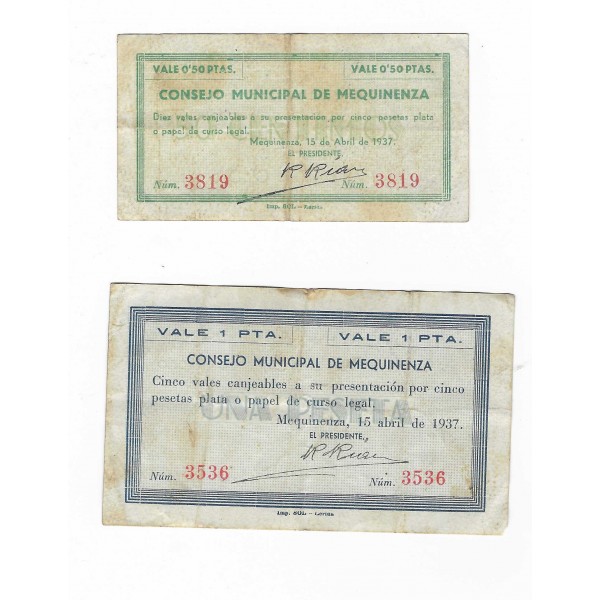 VALE 0'50 PTAS. VALE 0'50 PTAS.
CONSEJO MUNICIPAL DE MEQUINENZA
Diez vales canjeables a su presentación por cinco pesetas plata
o papel de curso legal.
Mequinenza, 15 de Abril de 1937.
EL PRESIDENTE,
Núm. 3819 Núm. 3819
VALE 1 PTA. VALE 1 PTA.
CONSEJO MUNICIPAL DE MEQUINENZA
Cinco vales canjeables a su presentación por cinco
pesetas plata o papel de curso legal.
UNA PESETA
Mequinenza, 15 abril de 1937.
EL PRESIDENTE,
Núm. 3536 Núm. 3536